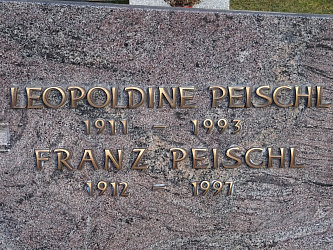 LEOPOLDINE PEISCHL
1911 – 1993
FRANZ PEISCHL
1912 – 1997